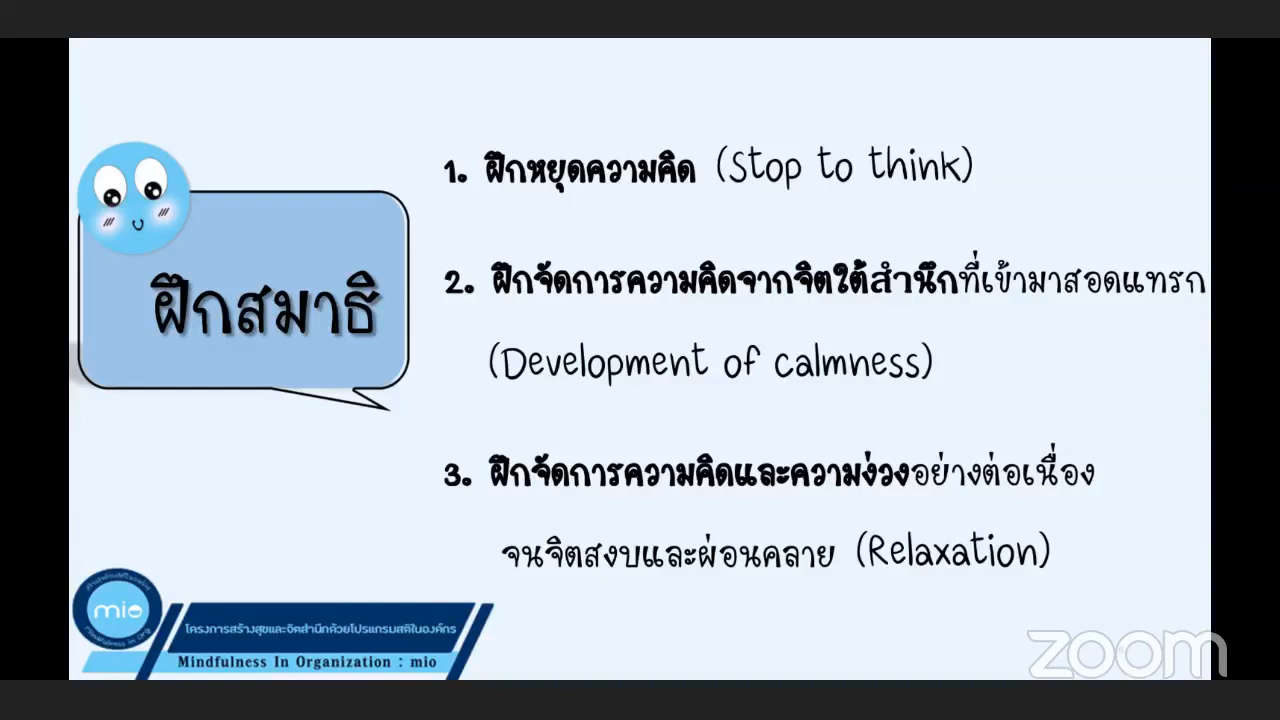 ฝึกสมาธิ
1. ฝึกหยุดความคิด (Stop to think)
2. ฝึกจัดการความคิดจากจิตใต้สำนึกที่เข้ามาสอดแทรก
(Development of calmness)
3. ฝึกจัดการความคิดและความง่วงอย่างต่อเนื่อง
จนจิตสงบและผ่อนคลาย (Relaxation)
mio
Mindfulness in Org
โครงการสร้างสุขและจิตสำนึกด้วยโปรแกรมสติในองค์กร
Mindfulness In Organization : mio
zoom